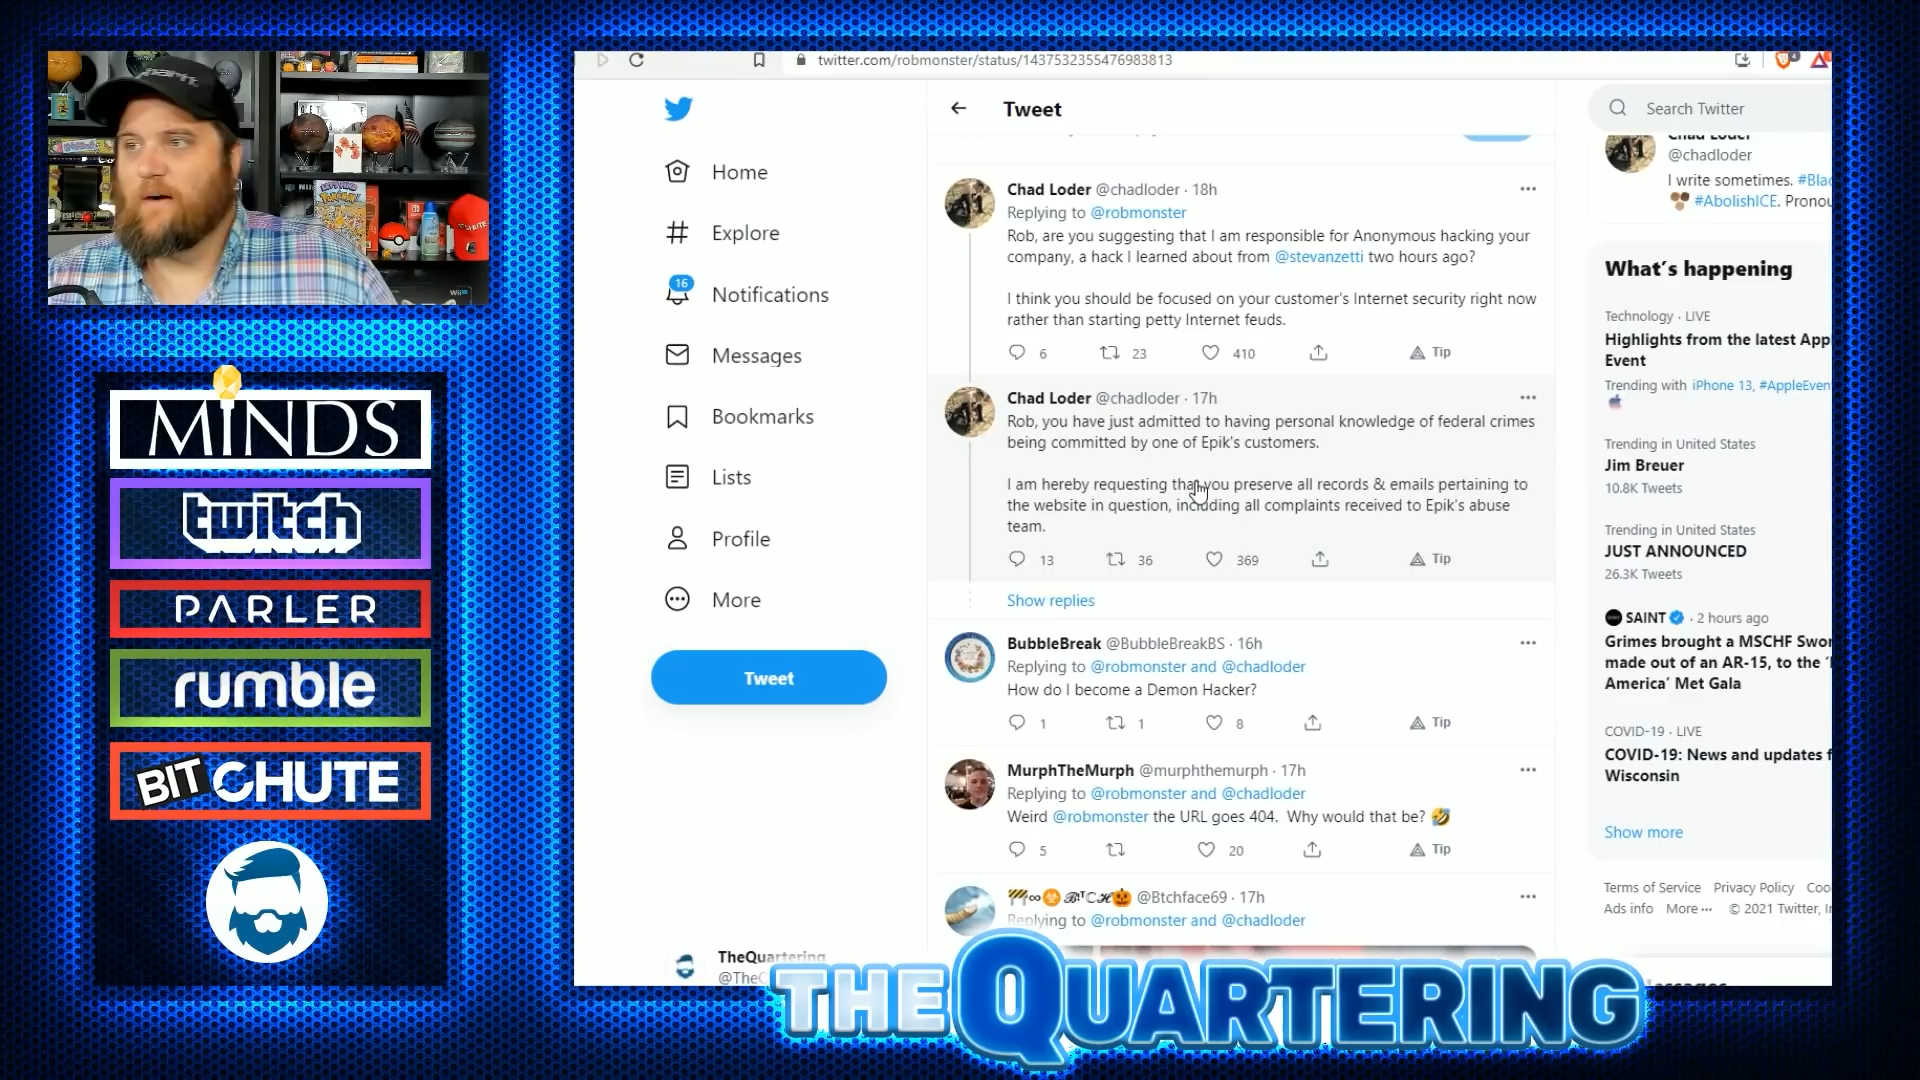 twitter.com/robmonster/status/1437532355476983813
Tweet
Search Twitter
Home
Explore
16
Notifications
Messages
Bookmarks
Lists
Profile
More
Tweet
TheQuartering
Chad Loder @chadloder · 18h
Replying to @robmonster
Rob, are you suggesting that I am responsible for Anonymous hacking your
company, a hack I learned about from @stevanzetti two hours ago?
I think you should be focused on your customer's Internet security right now
rather than starting petty Internet feuds.
6 23 410 Tip
Chad Loder @chadloder · 17h
Rob, you have just admitted to having personal knowledge of federal crimes
being committed by one of Epik's customers.
I am hereby requesting that you preserve all records & emails pertaining to
the website in question, including all complaints received to Epik's abuse
team.
13 36 369 Tip
Show replies
BubbleBreak @BubbleBreakBS · 16h
Replying to @robmonster and @chadloder
How do I become a Demon Hacker?
1 1 8 Tip
MurphTheMurph @murphthemurph · 17h
Replying to @robmonster and @chadloder
Weird @robmonster the URL goes 404. Why would that be? 🤣
5 20 Tip
@Btchface69 · 17h
Replying to @robmonster and @chadloder
Chad Loder
@chadloder
I write sometimes. #Blac
#AbolishICE. Pronou
What's happening
Technology · LIVE
Highlights from the latest App
Event
Trending with iPhone 13, #AppleEven
Trending in United States
Jim Breuer
10.8K Tweets
Trending in United States
JUST ANNOUNCED
26.3K Tweets
SAINT · 2 hours ago
Grimes brought a MSCHF Swor
made out of an AR-15, to the '
America' Met Gala
COVID-19 · LIVE
COVID-19: News and updates f
Wisconsin
Show more
Terms of Service Privacy Policy Coo
Ads info More ··· © 2021 Twitter, I
MINDS
twitch
PARLER
rumble
BITCHUTE
THE QUARTERING